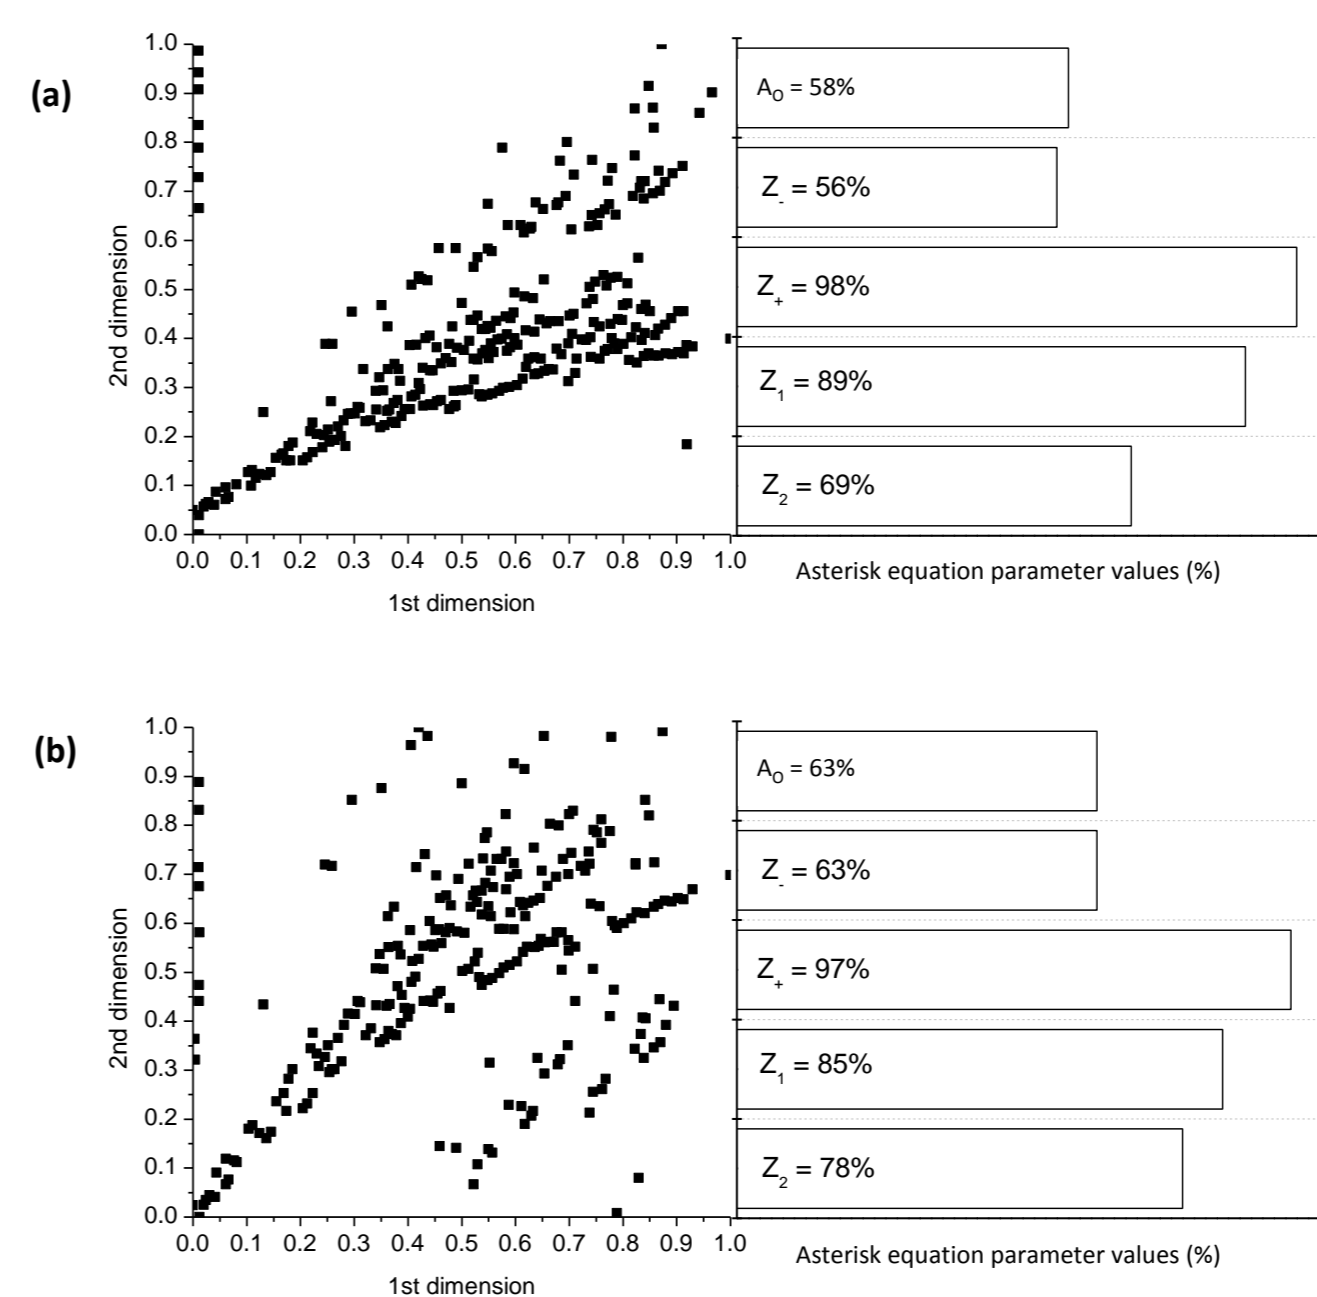 (a)
2nd dimension
1.0
0.9
0.8
0.7
0.6
0.5
0.4
0.3
0.2
0.1
0.0
0.0 0.1 0.2 0.3 0.4 0.5 0.6 0.7 0.8 0.9 1.0
1st dimension
A_O = 58%
Z_- = 56%
Z_+ = 98%
Z_1 = 89%
Z_2 = 69%
Asterisk equation parameter values (%)
(b)
2nd dimension
1.0
0.9
0.8
0.7
0.6
0.5
0.4
0.3
0.2
0.1
0.0
0.0 0.1 0.2 0.3 0.4 0.5 0.6 0.7 0.8 0.9 1.0
1st dimension
A_O = 63%
Z_- = 63%
Z_+ = 97%
Z_1 = 85%
Z_2 = 78%
Asterisk equation parameter values (%)